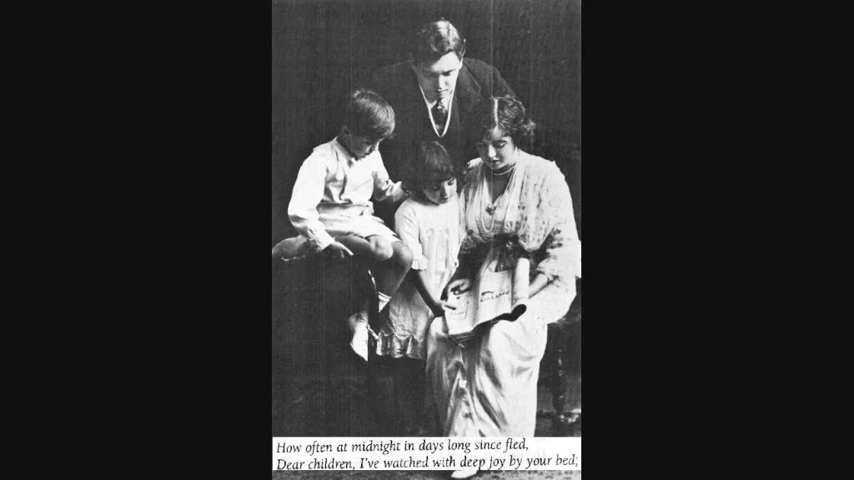 How often at midnight in days long since fled,
Dear children, I've watched with deep joy by your bed;